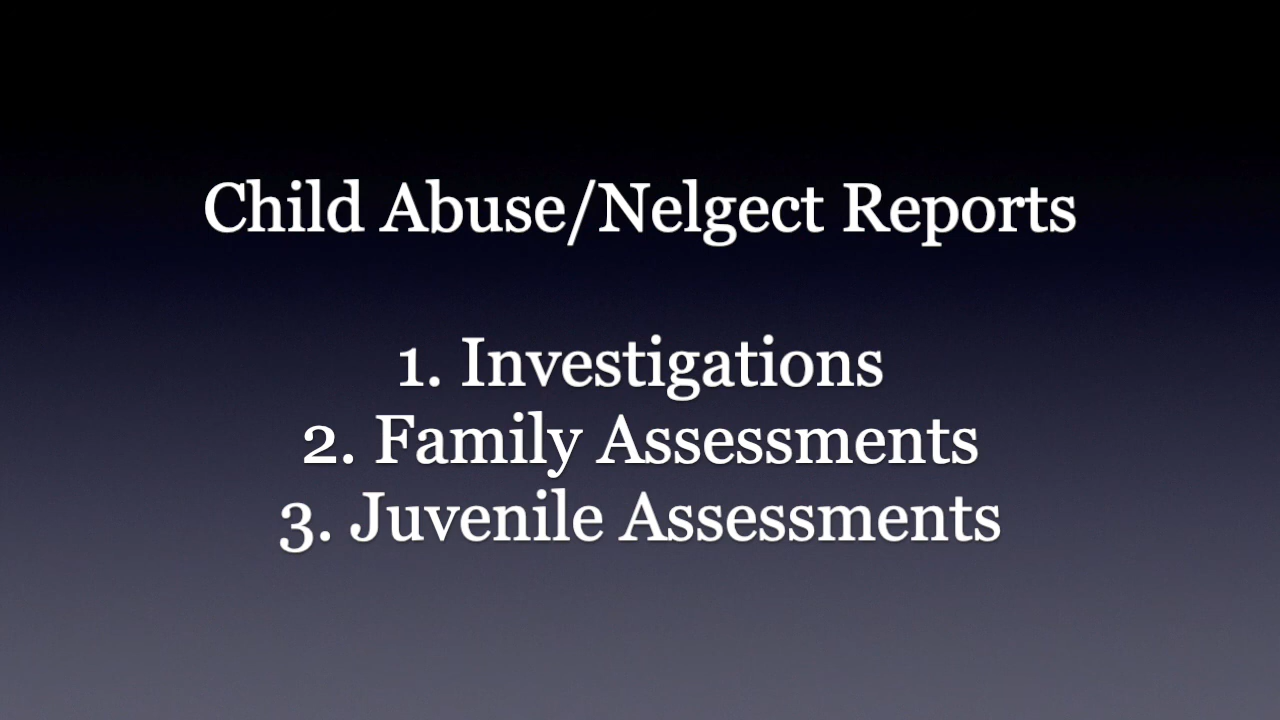 Child Abuse/Nelgect Reports
1. Investigations
2. Family Assessments
3. Juvenile Assessments